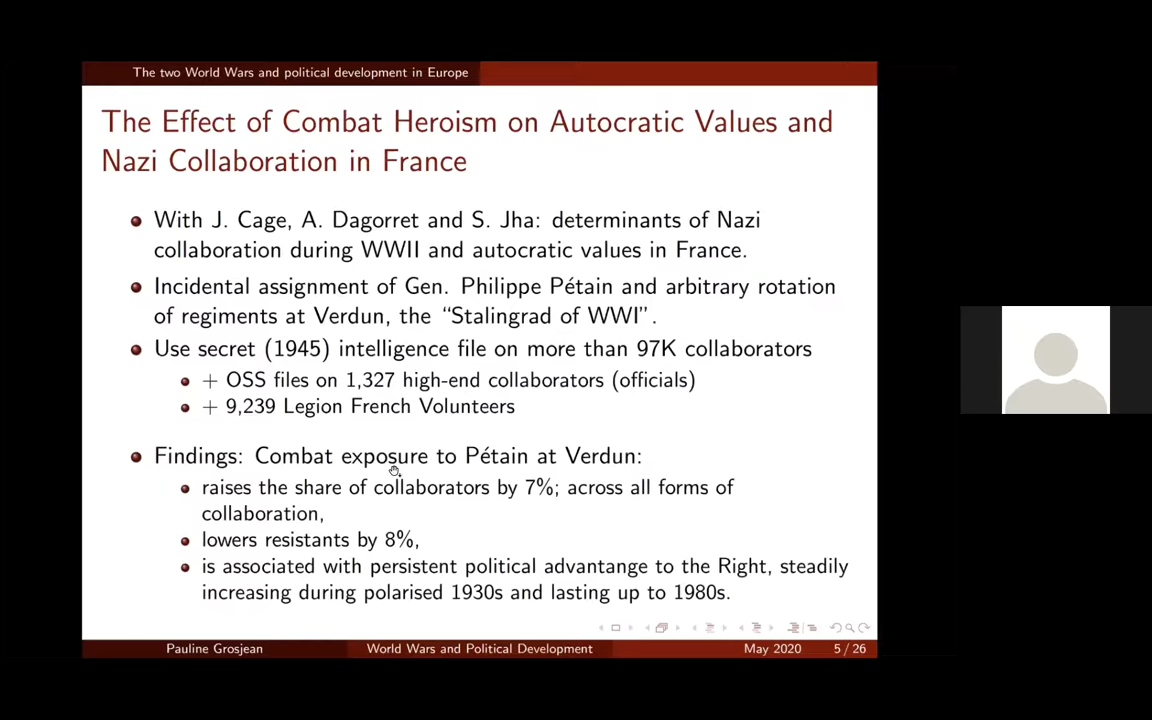 The two World Wars and political development in Europe
The Effect of Combat Heroism on Autocratic Values and
Nazi Collaboration in France
With J. Cage, A. Dagorret and S. Jha: determinants of Nazi
collaboration during WWII and autocratic values in France.
Incidental assignment of Gen. Philippe Pétain and arbitrary rotation
of regiments at Verdun, the “Stalingrad of WWI”.
Use secret (1945) intelligence file on more than 97K collaborators
+ OSS files on 1,327 high-end collaborators (officials)
+ 9,239 Legion French Volunteers
Findings: Combat exposure to Pétain at Verdun:
raises the share of collaborators by 7%; across all forms of
collaboration,
lowers resistants by 8%,
is associated with persistent political advantange to the Right, steadily
increasing during polarised 1930s and lasting up to 1980s.
Pauline Grosjean World Wars and Political Development May 2020 5 / 26